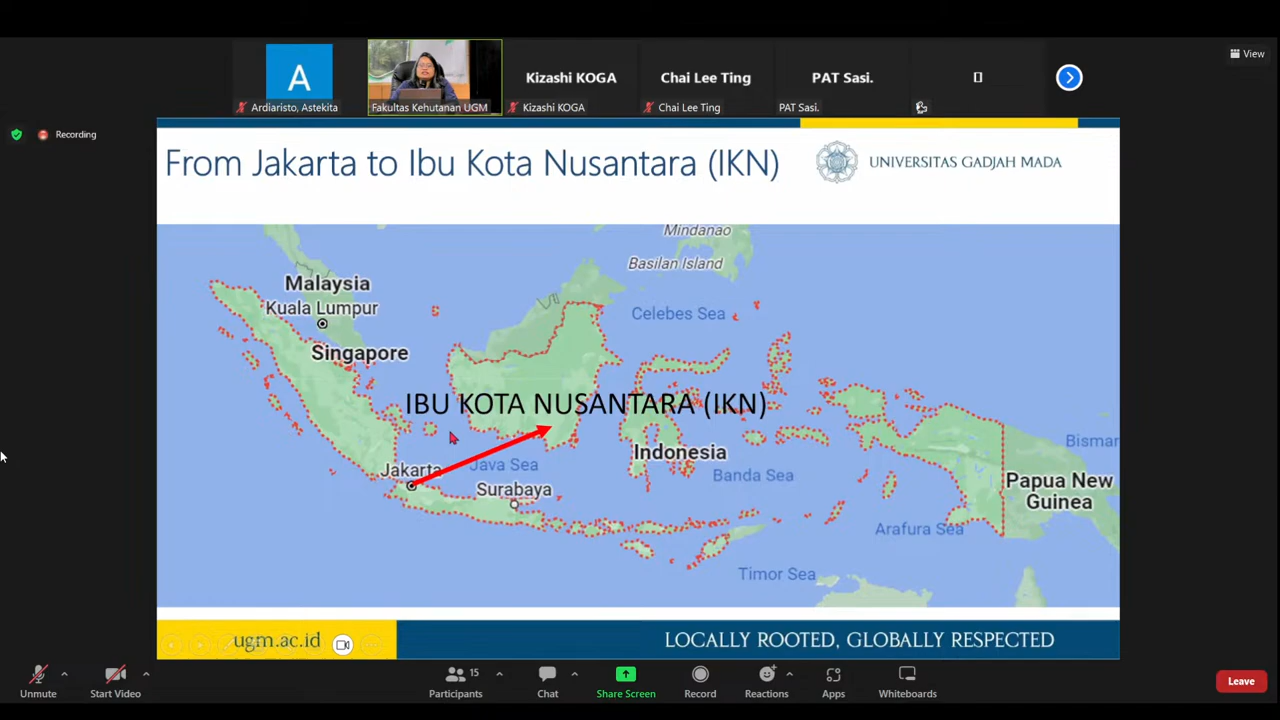 View
A
Kizashi KOGA
Chai Lee Ting
PAT Sasi.
Ardiaristo, Astekita
Fakultas Kehutanan UGM
Kizashi KOGA
Chai Lee Ting
PAT Sasi.
Recording
From Jakarta to Ibu Kota Nusantara (IKN)
UNIVERSITAS GADJAH MADA
Mindanao
Basilan Island
Malaysia
Kuala Lumpur
Celebes Sea
Singapore
IBU KOTA NUSANTARA (IKN)
Bismar
Indonesia
Jakarta
Java Sea
Banda Sea
Surabaya
Papua New
Guinea
Arafura Sea
Timor Sea
ugm.ac.id
LOCALLY ROOTED, GLOBALLY RESPECTED
15
Unmute
Start Video
Participants
Chat
Share Screen
Record
Reactions
Apps
Whiteboards
Leave